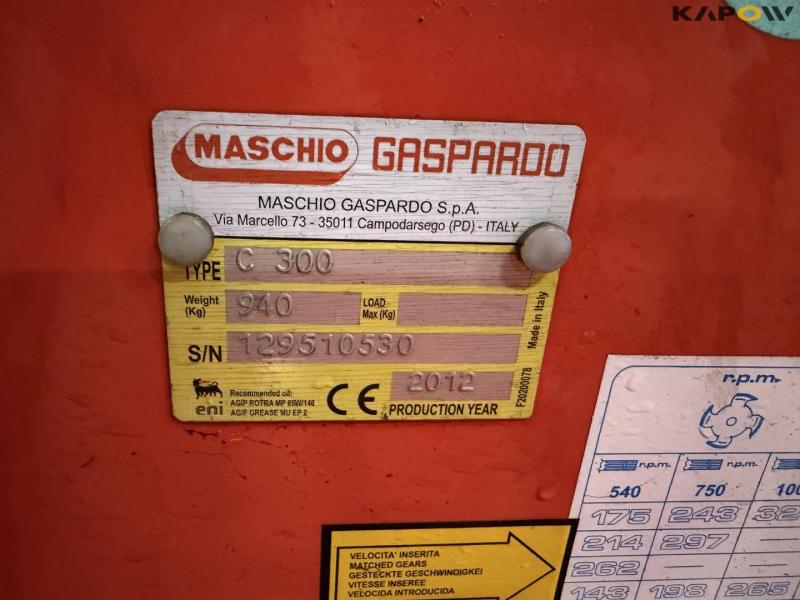 KAPOW
MASCHIO GASPARDO
MASCHIO GASPARDO S.p.A.
Via Marcello 73 - 35011 Campodarsego (PD) - ITALY
TYPE C 300
Weight (Kg) 940 LOAD Max (Kg)
S/N 129510530
Made in Italy
F20200078
eni
Recommended oil:
AGIP ROTRA MP 85W/140
AGIP GREASE MU EP 2
CE
2012
PRODUCTION YEAR
r.p.m.
r.p.m. r.p.m.
540 750
175 243
214 297 —
262 — —
143 198 265
VELOCITA' INSERITA
MATCHED GEARS
GESTECKTE GESCHWINDIGKEI
VITESSE INSEREE
VELOCIDA INTRODUCIDA